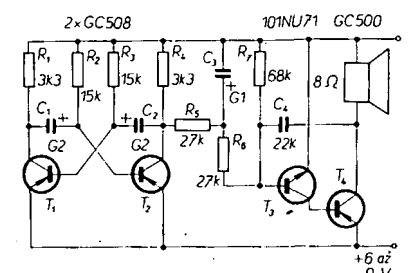 2×GC508 101NU71 GC500
R₁ R₂ R₃ R₄ C₃ R₇
3k3 15k 3k3 68k 8Ω
15k
C₁ + + C₂ R₅ + G1 C₄
G2 G2 27k R₆ 22k
27k
T₁ T₂ T₃ T₄
+6 až
9 V